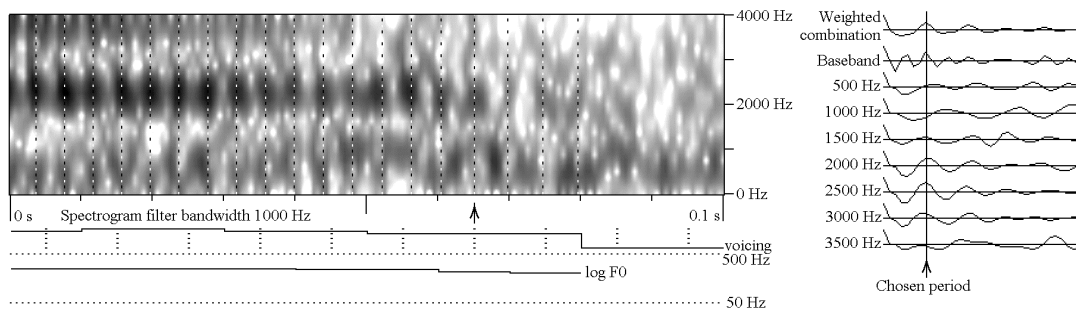 4000 Hz
2000 Hz
0 Hz
0 s
Spectrogram filter bandwidth 1000 Hz
0.1 s
voicing
500 Hz
log F0
50 Hz
Weighted
combination
Baseband
500 Hz
1000 Hz
1500 Hz
2000 Hz
2500 Hz
3000 Hz
3500 Hz
Chosen period